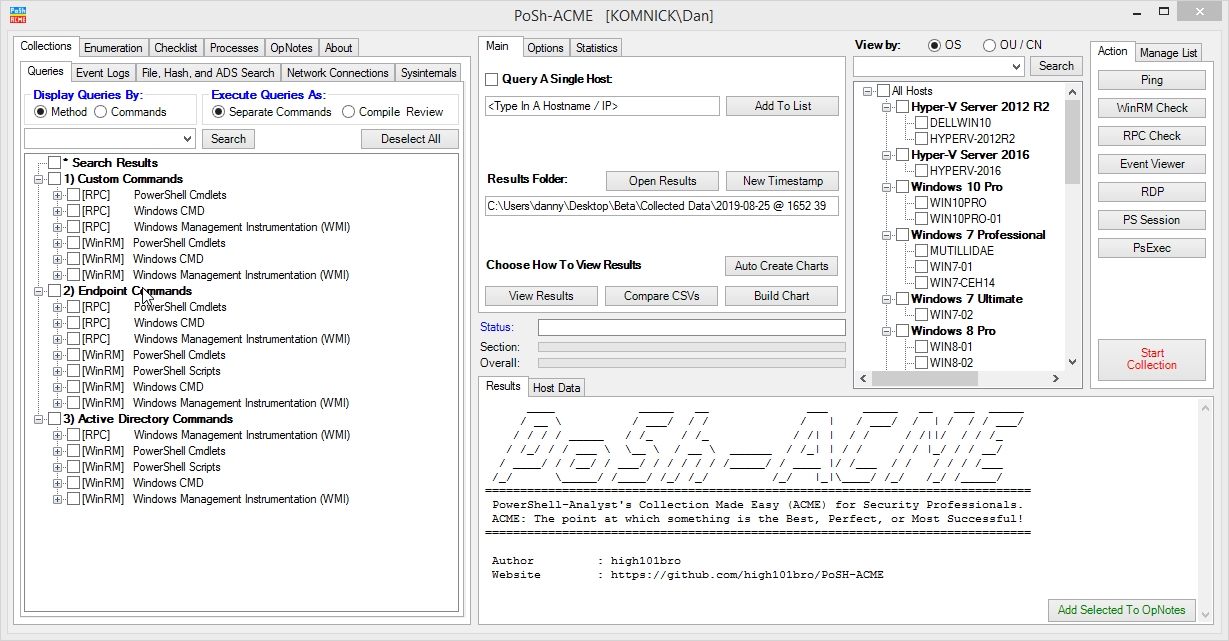 PoSh ACME
PoSh-ACME [KOMNICK\Dan]
Collections Enumeration Checklist Processes OpNotes About
Queries Event Logs File, Hash, and ADS Search Network Connections Sysinternals
Display Queries By: Execute Queries As:
Method Commands Separate Commands Compile Review
Search Deselect All
* Search Results
1) Custom Commands
[RPC] PowerShell Cmdlets
[RPC] Windows CMD
[RPC] Windows Management Instrumentation (WMI)
[WinRM] PowerShell Cmdlets
[WinRM] Windows CMD
[WinRM] Windows Management Instrumentation (WMI)
2) Endpoint Commands
[RPC] PowerShell Cmdlets
[RPC] Windows CMD
[RPC] Windows Management Instrumentation (WMI)
[WinRM] PowerShell Cmdlets
[WinRM] PowerShell Scripts
[WinRM] Windows CMD
[WinRM] Windows Management Instrumentation (WMI)
3) Active Directory Commands
[RPC] Windows Management Instrumentation (WMI)
[WinRM] PowerShell Cmdlets
[WinRM] PowerShell Scripts
[WinRM] Windows CMD
[WinRM] Windows Management Instrumentation (WMI)
Main Options Statistics
Query A Single Host:
<Type In A Hostname / IP> Add To List
Results Folder: Open Results New Timestamp
C:\Users\danny\Desktop\Beta\Collected Data\2019-08-25 @ 1652 39
Choose How To View Results Auto Create Charts
View Results Compare CSVs Build Chart
Status:
Section:
Overall:
View by: OS OU / CN
Search
All Hosts
Hyper-V Server 2012 R2
DELLWIN10
HYPERV-2012R2
Hyper-V Server 2016
HYPERV-2016
Windows 10 Pro
WIN10PRO
WIN10PRO-01
Windows 7 Professional
MUTILLIDAE
WIN7-01
WIN7-CEH14
Windows 7 Ultimate
WIN7-02
Windows 8 Pro
WIN8-01
WIN8-02
Action Manage List
Ping
WinRM Check
RPC Check
Event Viewer
RDP
PS Session
PsExec
Start
Collection
Results Host Data
PoSh-ACME
PowerShell-Analyst's Collection Made Easy (ACME) for Security Professionals.
ACME: The point at which something is the Best, Perfect, or Most Successful!
Author : high101bro
Website : https://github.com/high101bro/PoSH-ACME
Add Selected To OpNotes